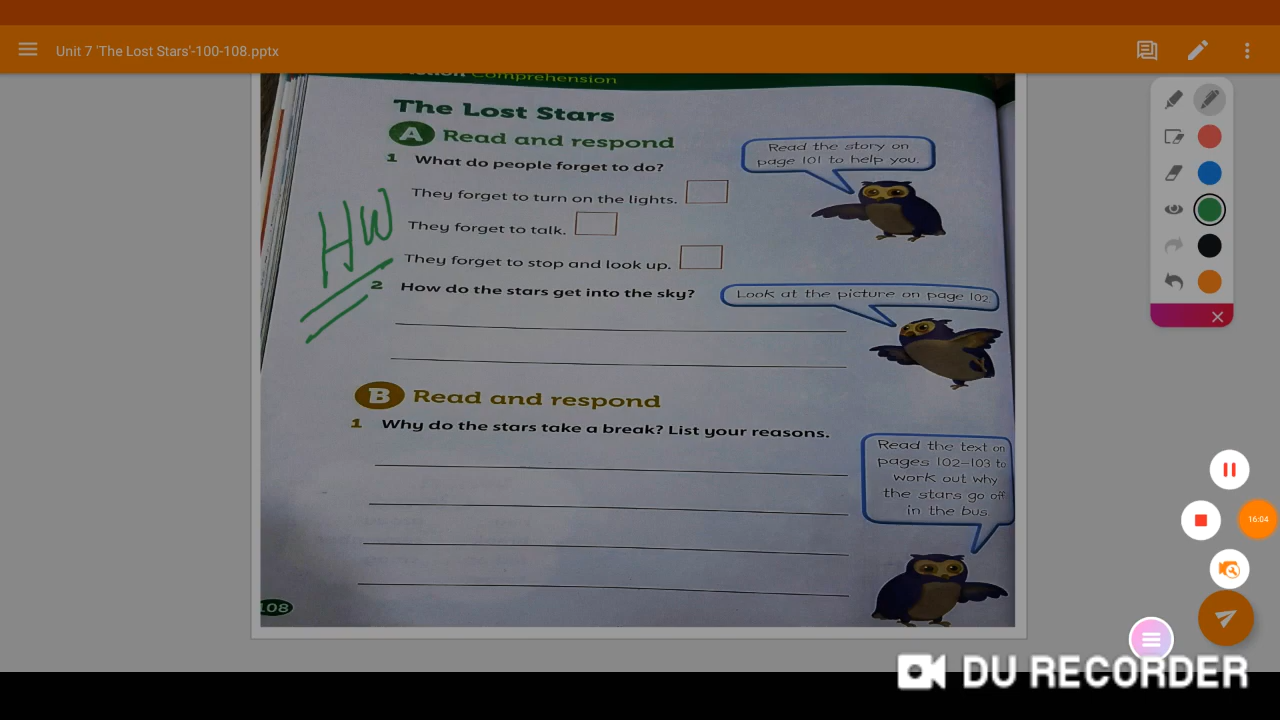 Unit 7 'The Lost Stars'-100-108.pptx
Comprehension
The Lost Stars
A Read and respond
1 What do people forget to do?
Read the story on
page 101 to help you.
They forget to turn on the lights.
They forget to talk.
They forget to stop and look up.
HW
2 How do the stars get into the sky?
Look at the picture on page 102.
B Read and respond
1 Why do the stars take a break? List your reasons.
Read the text on
pages 102-103 to
work out why
the stars go off
in the bus.
108
16:04
DU RECORDER